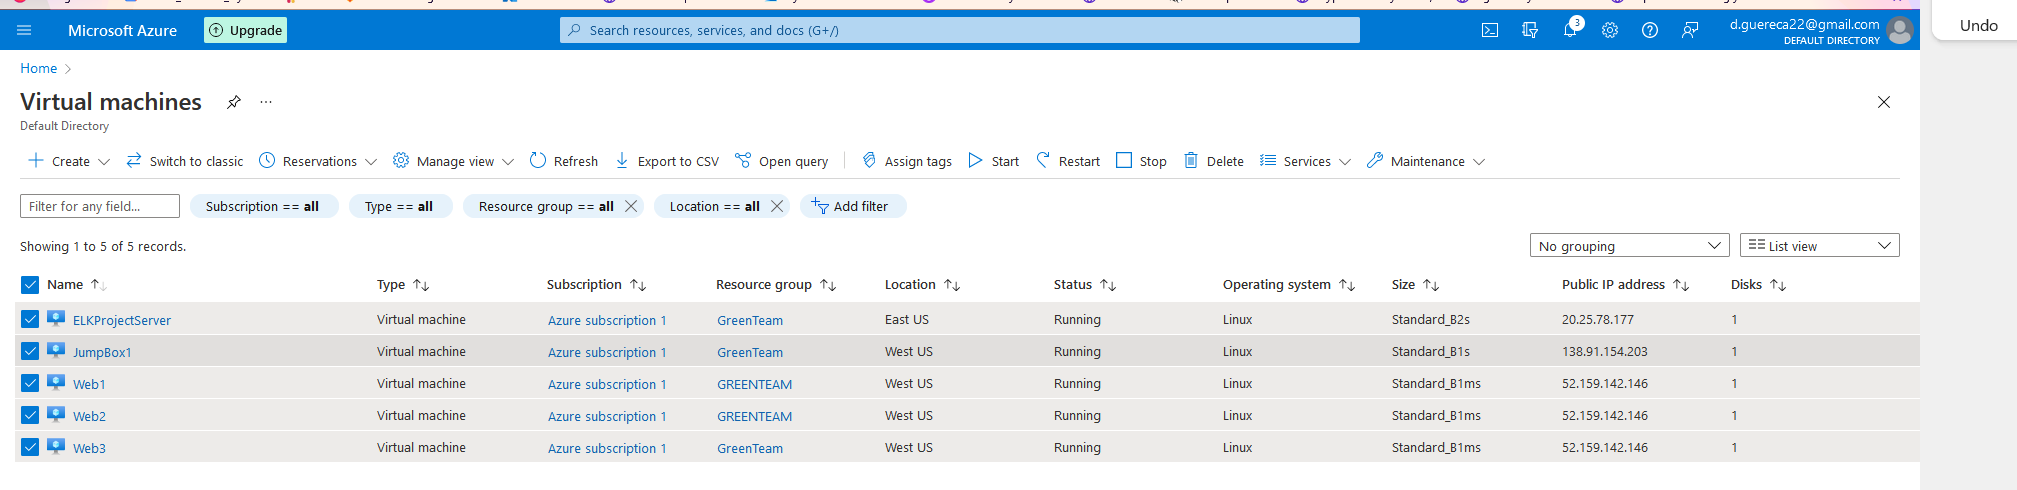 Microsoft Azure Upgrade Search resources, services, and docs (G+/) 3 d.guereca22@gmail.com
DEFAULT DIRECTORY
Undo
Home
Virtual machines ...
Default Directory
Create Switch to classic Reservations Manage view Refresh Export to CSV Open query Assign tags Start Restart Stop Delete Services Maintenance
Filter for any field... Subscription == all Type == all Resource group == all Location == all Add filter
Showing 1 to 5 of 5 records. No grouping List view
Name Type Subscription Resource group Location Status Operating system Size Public IP address Disks
ELKProjectServer Virtual machine Azure subscription 1 GreenTeam East US Running Linux Standard_B2s 20.25.78.177 1
JumpBox1 Virtual machine Azure subscription 1 GreenTeam West US Running Linux Standard_B1s 138.91.154.203 1
Web1 Virtual machine Azure subscription 1 GREENTEAM West US Running Linux Standard_B1ms 52.159.142.146 1
Web2 Virtual machine Azure subscription 1 GREENTEAM West US Running Linux Standard_B1ms 52.159.142.146 1
Web3 Virtual machine Azure subscription 1 GreenTeam West US Running Linux Standard_B1ms 52.159.142.146 1